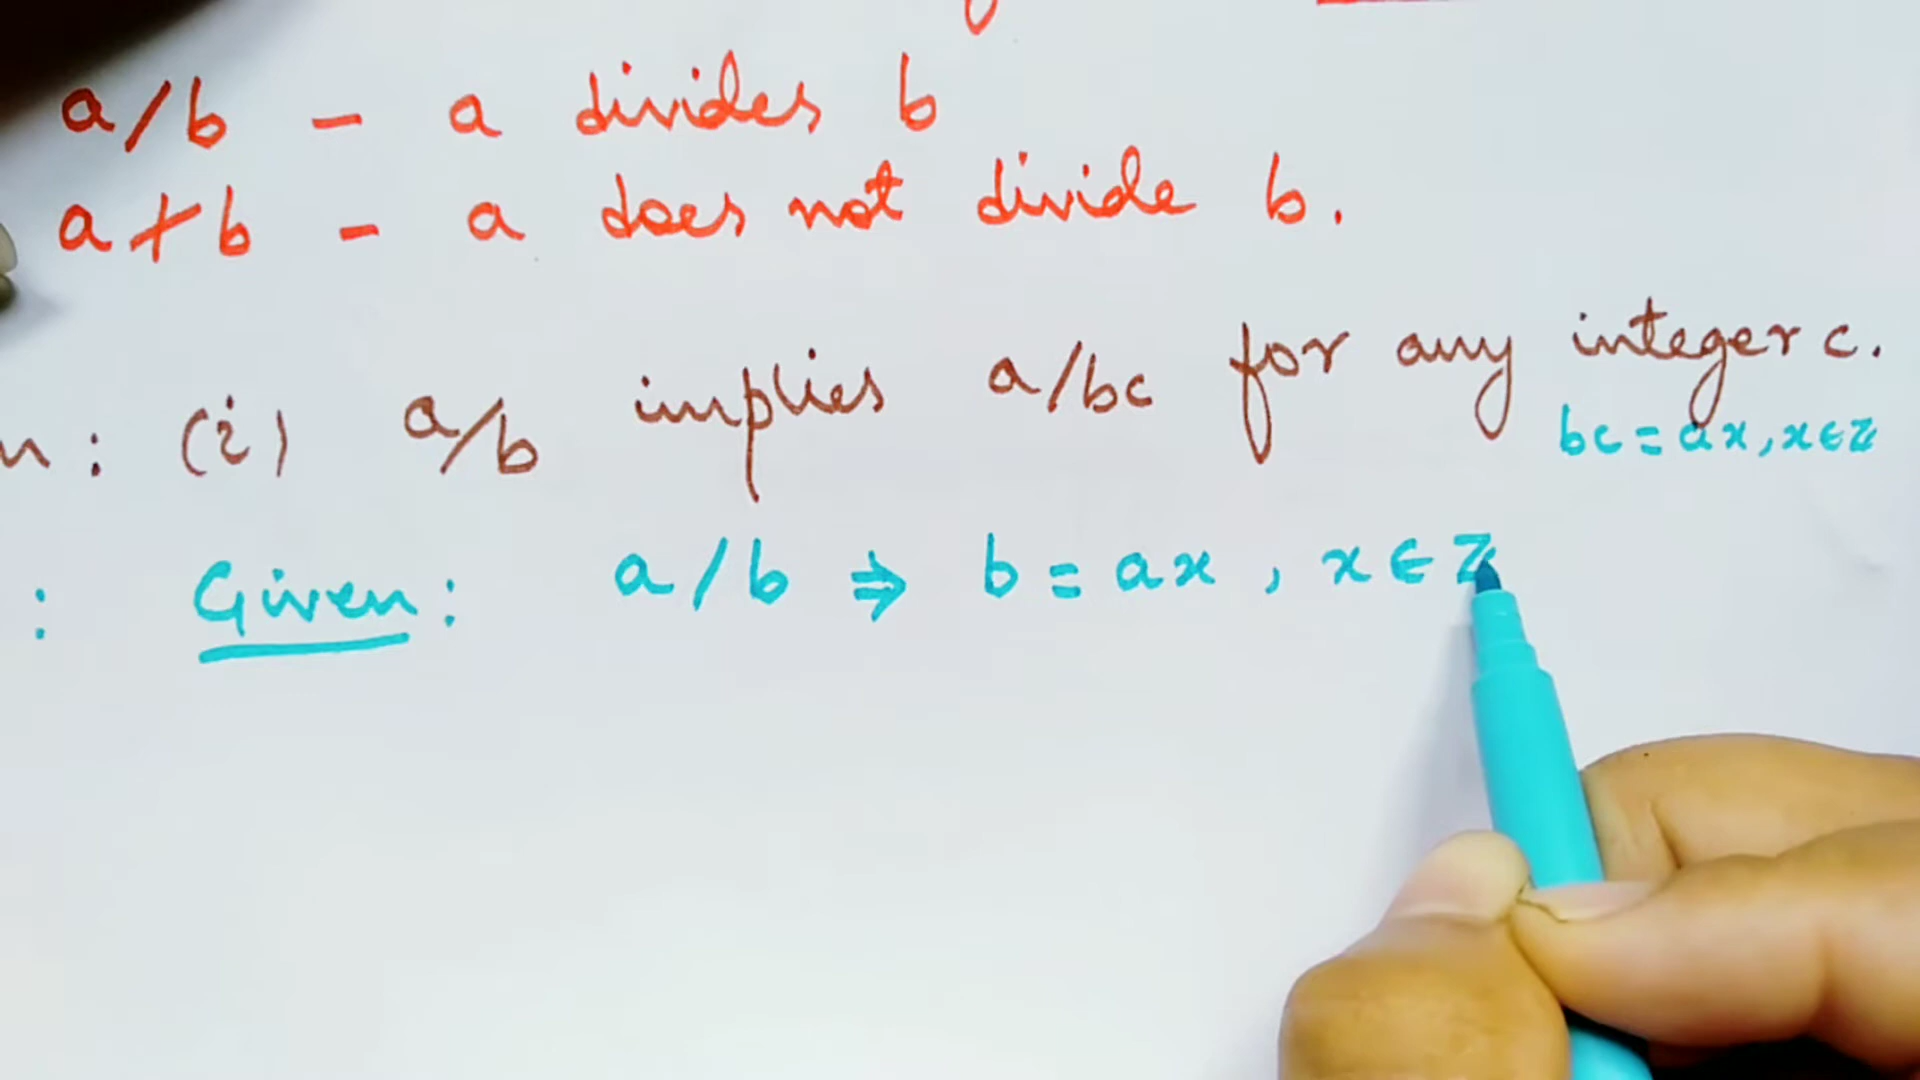 a/b - a divides b
a∤b - a does not divide b.
: (i) a/b implies a/bc for any integer c.
bc = ax, x ∈ ℤ
: Given: a/b ⇒ b = ax, x ∈ ℤ